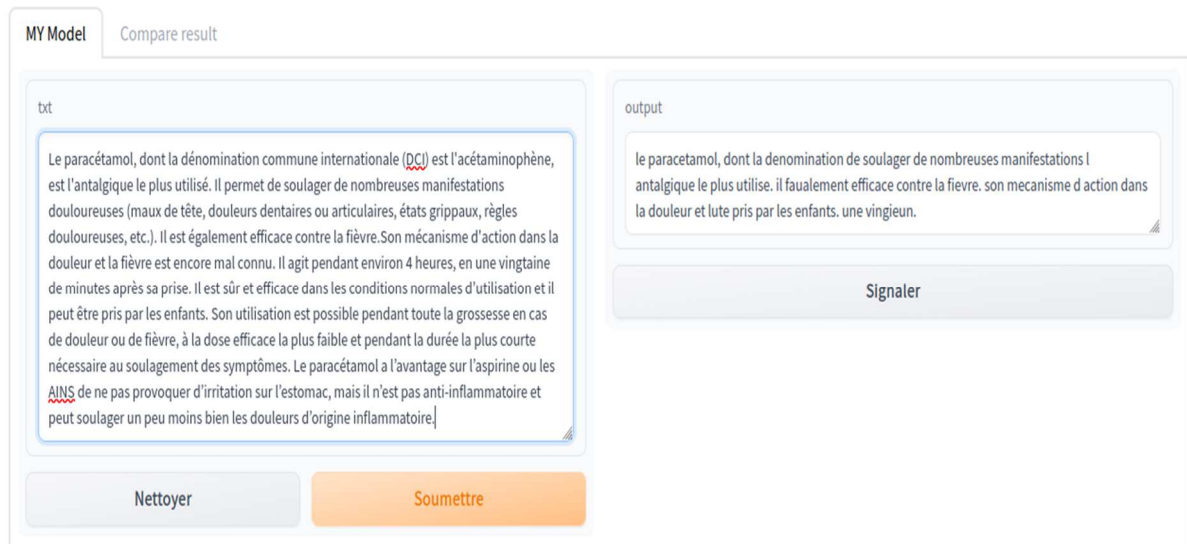 MY Model
Compare result
txt
Le paracétamol, dont la dénomination commune internationale (DCI) est l'acétaminophène,
est l'antalgique le plus utilisé. Il permet de soulager de nombreuses manifestations
douloureuses (maux de tête, douleurs dentaires ou articulaires, états grippaux, règles
douloureuses, etc.). Il est également efficace contre la fièvre.Son mécanisme d'action dans la
douleur et la fièvre est encore mal connu. Il agit pendant environ 4 heures, en une vingtaine
de minutes après sa prise. Il est sûr et efficace dans les conditions normales d'utilisation et il
peut être pris par les enfants. Son utilisation est possible pendant toute la grossesse en cas
de douleur ou de fièvre, à la dose efficace la plus faible et pendant la durée la plus courte
nécessaire au soulagement des symptômes. Le paracétamol a l'avantage sur l'aspirine ou les
AINS de ne pas provoquer d'irritation sur l'estomac, mais il n'est pas anti-inflammatoire et
peut soulager un peu moins bien les douleurs d'origine inflammatoire.
Nettoyer
Soumettre
output
le paracetamol, dont la denomination de soulager de nombreuses manifestations l
antalgique le plus utilise. il faualement efficace contre la fievre. son mecanisme d action dans
la douleur et lute pris par les enfants. une vingieun.
Signaler